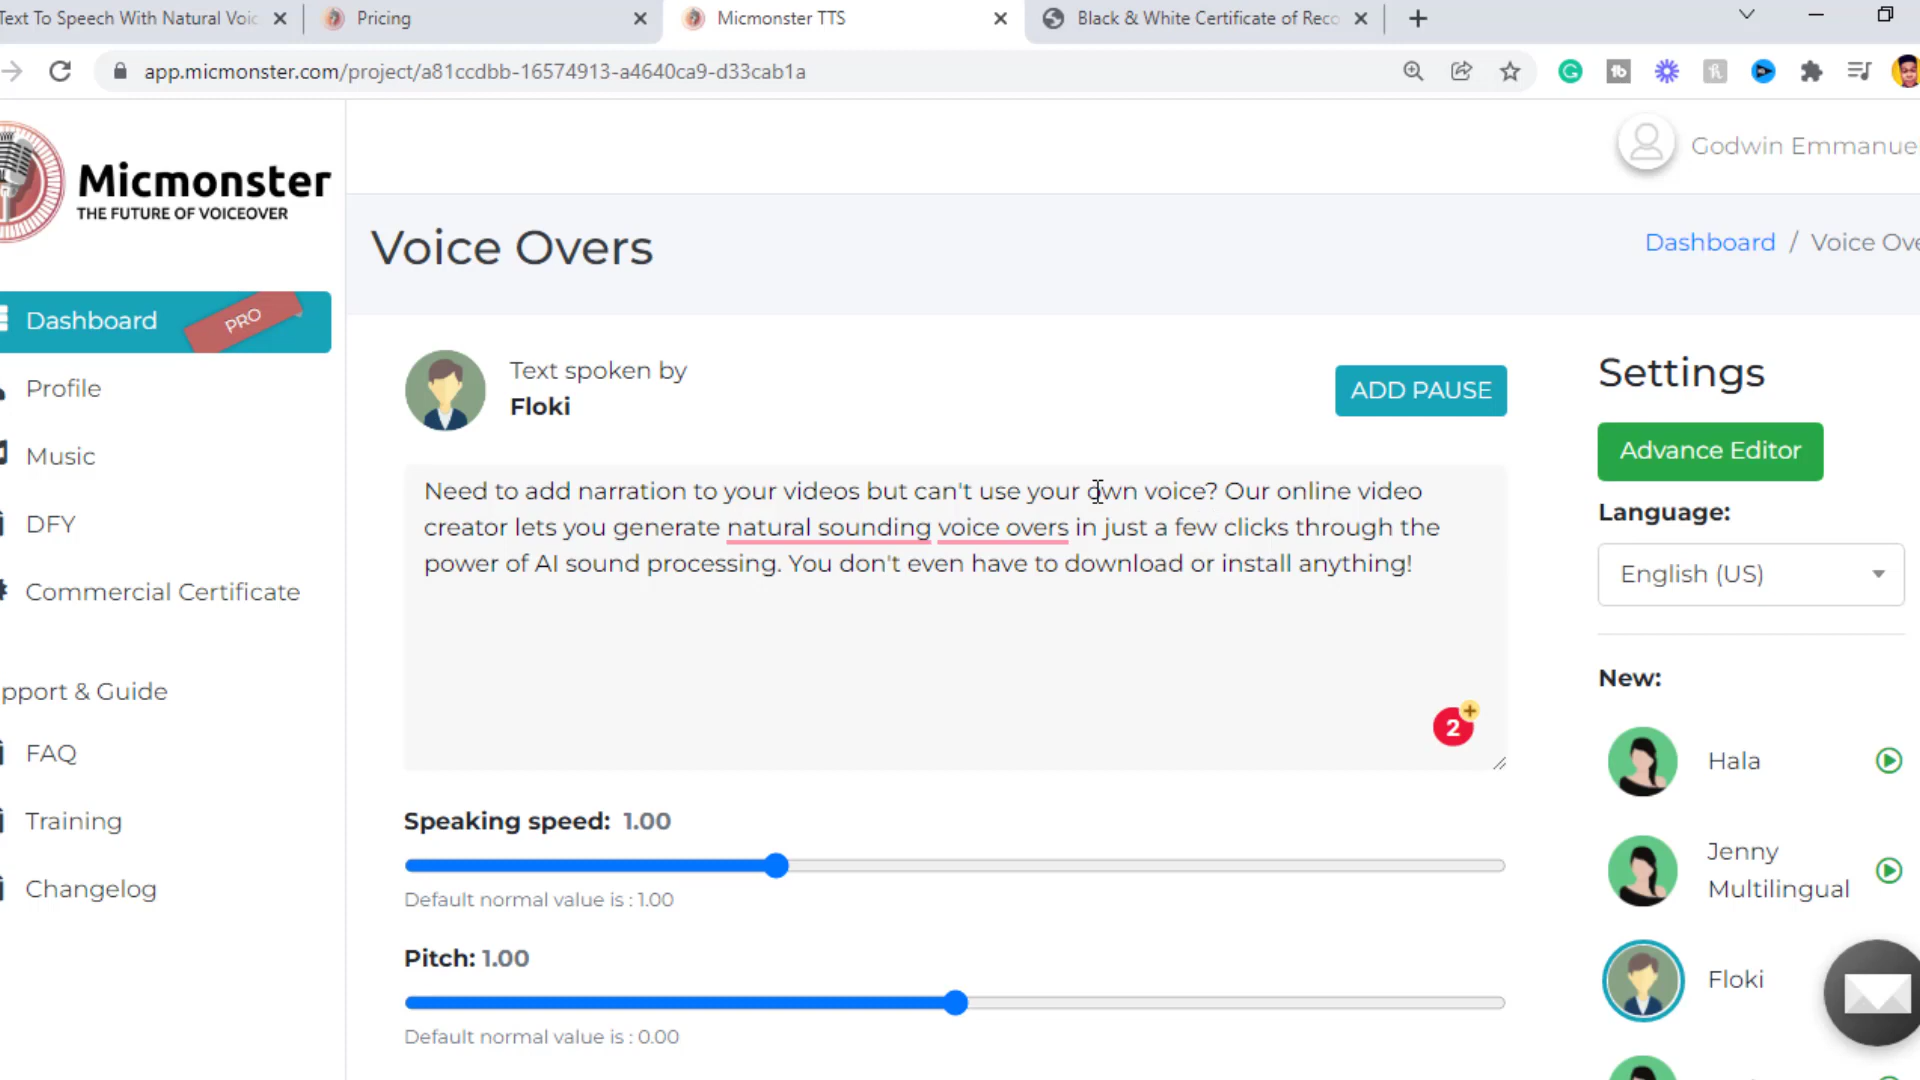 Text To Speech With Natural Voic
Pricing
Micmonster TTS
Black & White Certificate of Reco
app.micmonster.com/project/a81ccdbb-16574913-a4640ca9-d33cab1a
Micmonster
THE FUTURE OF VOICEOVER
Godwin Emmanue
Voice Overs
Dashboard / Voice Ove
Dashboard
PRO
Profile
Music
DFY
Commercial Certificate
pport & Guide
FAQ
Training
Changelog
Text spoken by
Floki
ADD PAUSE
Need to add narration to your videos but can't use your own voice? Our online video
creator lets you generate natural sounding voice overs in just a few clicks through the
power of AI sound processing. You don't even have to download or install anything!
2
Speaking speed: 1.00
Default normal value is : 1.00
Pitch: 1.00
Default normal value is : 0.00
Settings
Advance Editor
Language:
English (US)
New:
Hala
Jenny
Multilingual
Floki